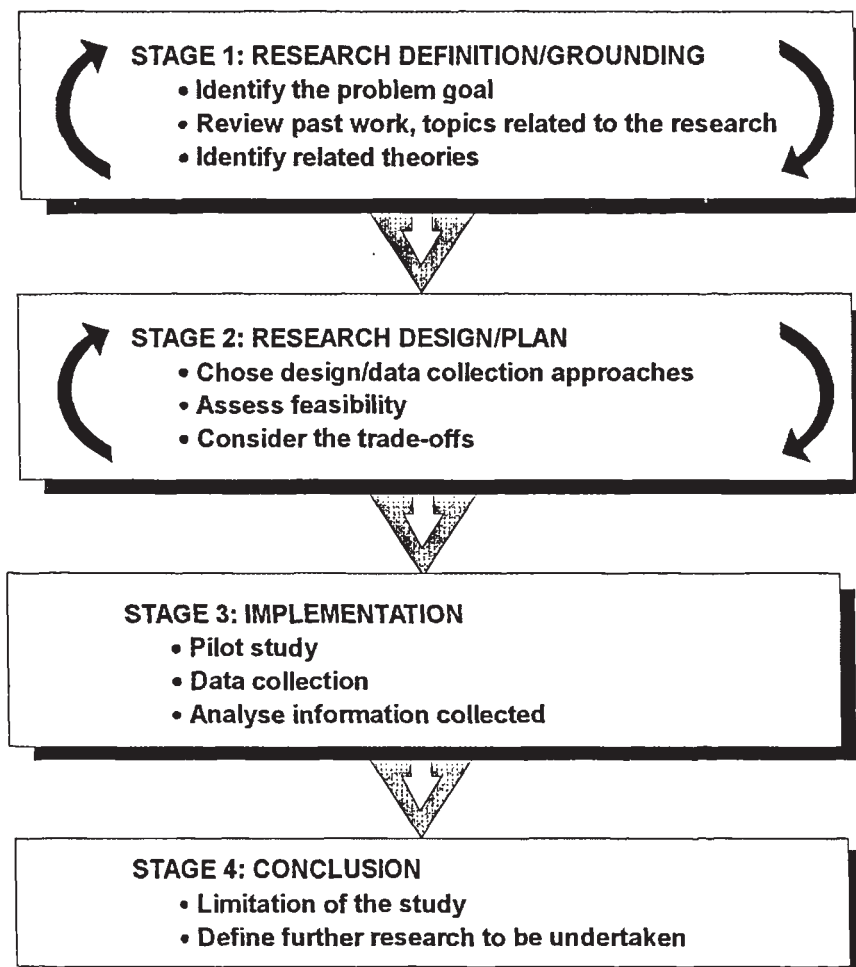 STAGE 1: RESEARCH DEFINITION/GROUNDING
• Identify the problem goal
• Review past work, topics related to the research
• Identify related theories
STAGE 2: RESEARCH DESIGN/PLAN
• Chose design/data collection approaches
• Assess feasibility
• Consider the trade-offs
STAGE 3: IMPLEMENTATION
• Pilot study
• Data collection
• Analyse information collected
STAGE 4: CONCLUSION
• Limitation of the study
• Define further research to be undertaken